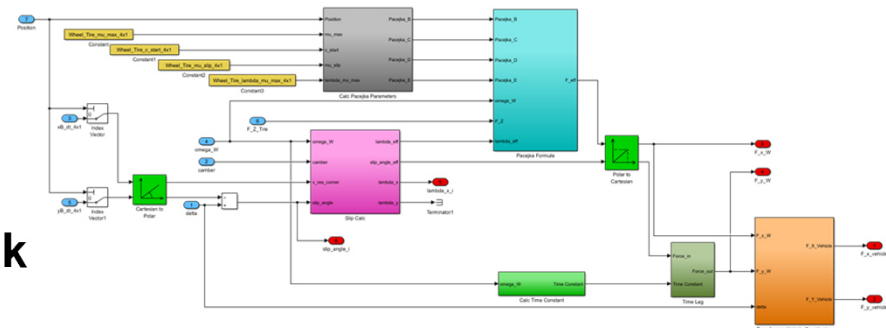 Position
Wheel_Tire_mu_max_4x1
Constant
Wheel_Tire_c_start_4x1
Constant1
Wheel_Tire_mu_slip_4x1
Constant2
Wheel_Tire_lambda_mu_max_4x1
Constant3
Position
mu_max
c_start
mu_slip
lambda_mu_max
Pacejka_B
Pacejka_C
Pacejka_D
Pacejka_E
Calc Pacejka Parameters
Pacejka_B
Pacejka_C
Pacejka_D
Pacejka_E
omega_W
F_Z
lambda_eff
F_eff
Pacejka Formula
F_Z_Tire
xB_dt_4x1
Index
Vector
yB_dt_4x1
Index
Vector1
Cartesian to
Polar
omega_W
camber
delta
omega_W
camber
slip_angle
lambda_eff
slip_angle_eff
lambda_x
lambda_y
Slip Calc
lambda_x_i
Terminator1
slip_angle_i
Polar to
Cartesian
F_x_W
F_y_W
omega_W
Time Constant
Calc Time Constant
Force_in
Force_out
Time Constant
Time Lag
F_x_W
F_y_W
delta
F_X_Vehicle
F_Y_Vehicle
F_x_vehicle
F_y_vehicle
k